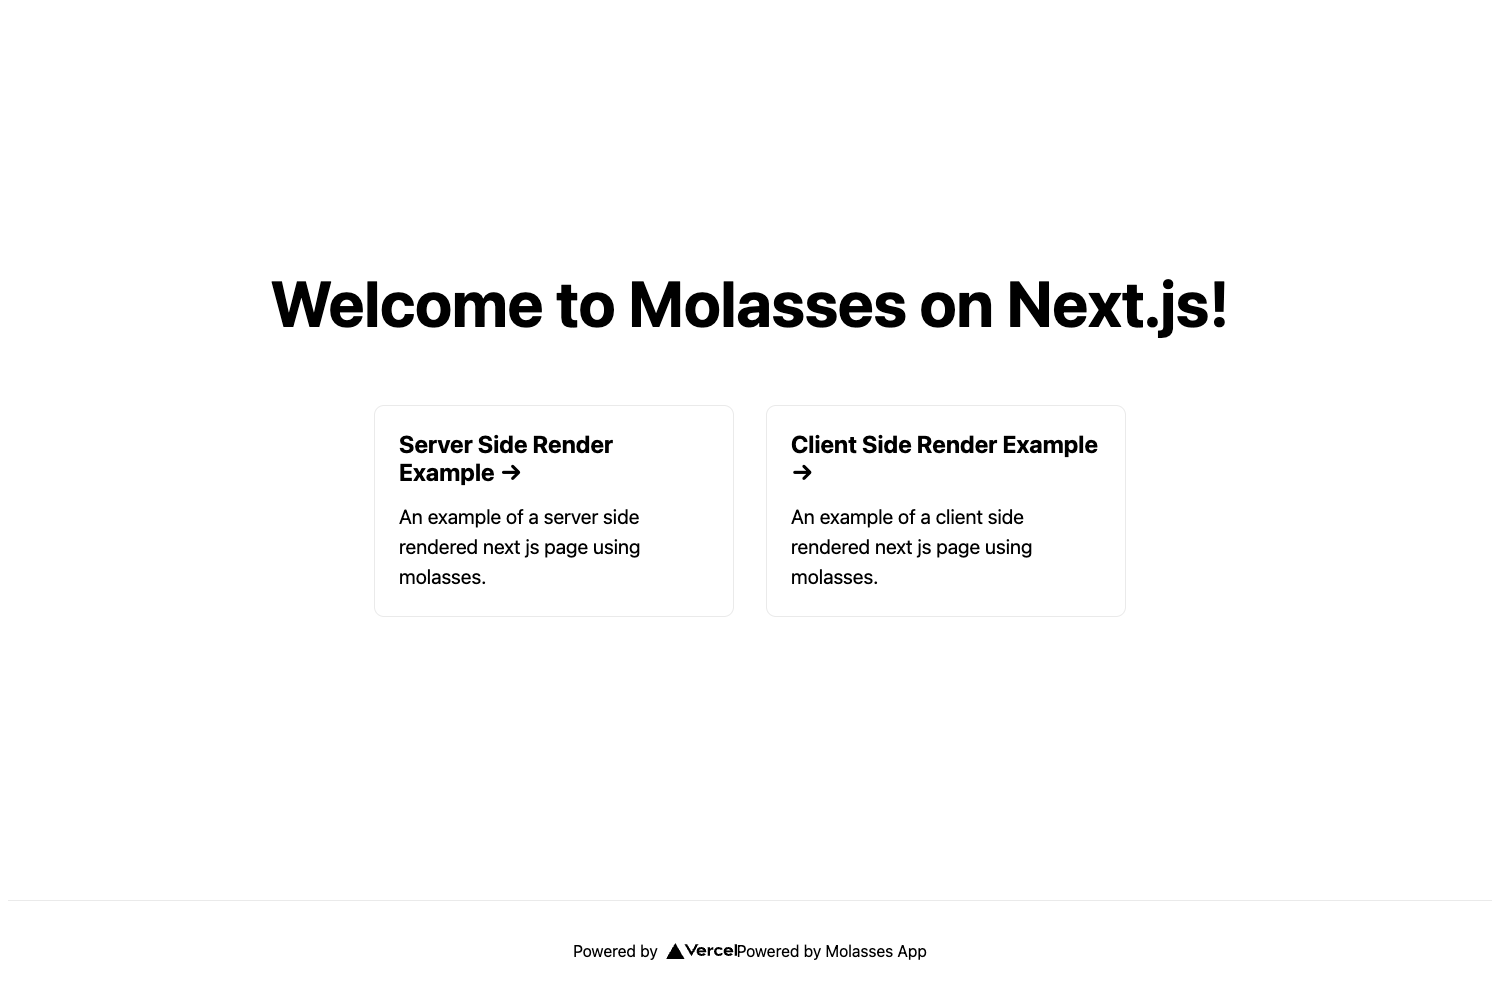 Welcome to Molasses on Next.js!
Server Side Render
Example →
An example of a server side
rendered next js page using
molasses.
Client Side Render Example
→
An example of a client side
rendered next js page using
molasses.
Powered by Vercel Powered by Molasses App